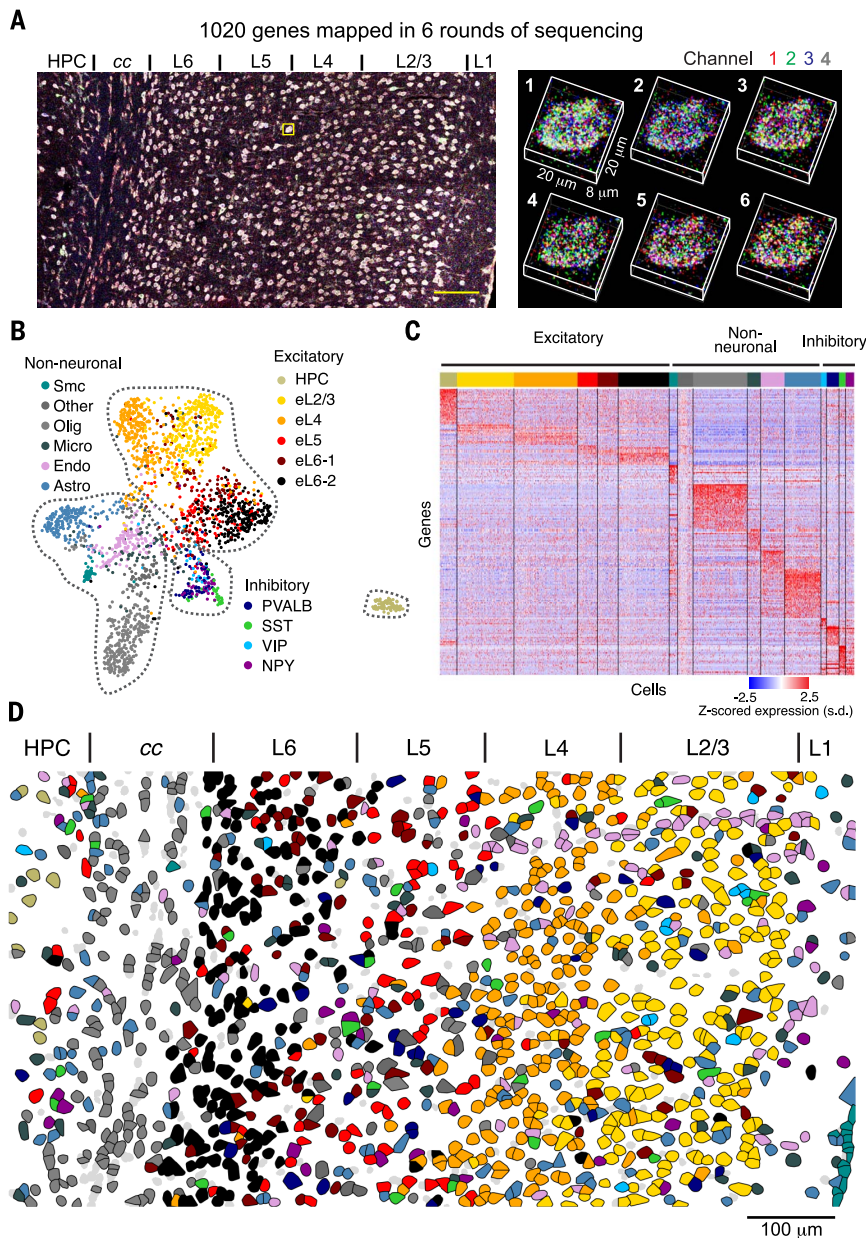 A
1020 genes mapped in 6 rounds of sequencing
HPC cc L6 L5 L4 L2/3 L1
Channel 1 2 3 4
1 2 3
20 μm 8 μm 20 μm
4 5 6
B
Non-neuronal
Smc
Other
Olig
Micro
Endo
Astro
Excitatory
HPC
eL2/3
eL4
eL5
eL6-1
eL6-2
Inhibitory
PVALB
SST
VIP
NPY
C
Excitatory
Non-
neuronal
Inhibitory
Genes
Cells
-2.5 2.5
Z-scored expression (s.d.)
D
HPC cc L6 L5 L4 L2/3 L1
100 μm